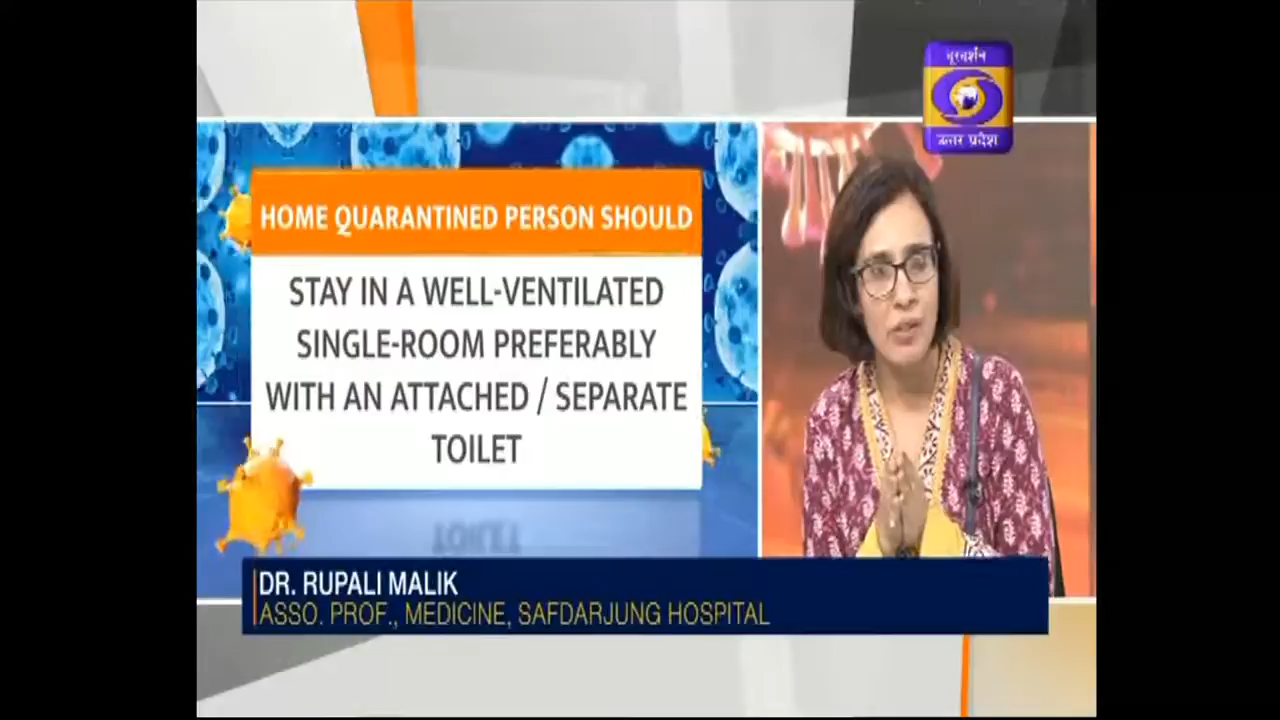 दूरदर्शन
उत्तर प्रदेश
HOME QUARANTINED PERSON SHOULD
STAY IN A WELL-VENTILATED
SINGLE-ROOM PREFERABLY
WITH AN ATTACHED / SEPARATE
TOILET
DR. RUPALI MALIK
ASSO. PROF., MEDICINE, SAFDARJUNG HOSPITAL